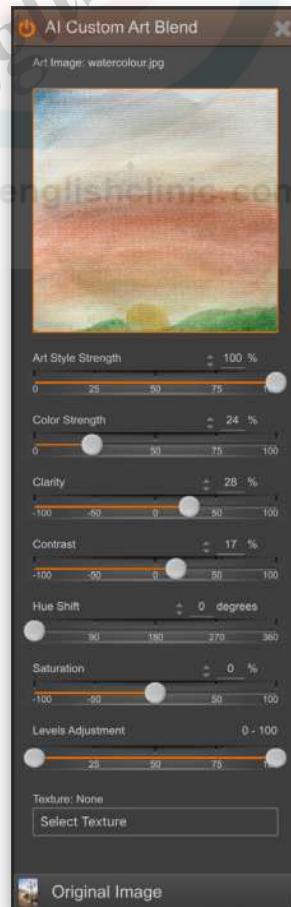 AI Custom Art Blend
Art Image: watercolour.jpg
englishclinic.com
Art Style Strength 100 %
0 25 50 75
Color Strength 24 %
0 50 75 100
Clarity 28 %
-100 -50 0 50 100
Contrast 17 %
-100 -50 0 50 100
Hue Shift 0 degrees
90 180 270 360
Saturation 0 %
-100 -50 50 100
Levels Adjustment 0 - 100
25 50 75
Texture: None
Select Texture
Original Image